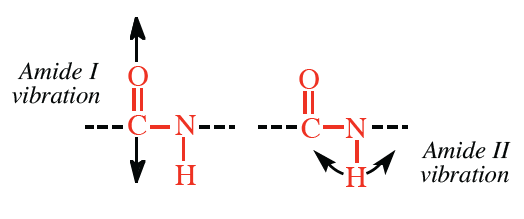 Amide I
vibration
O
C N
H
O
C N
H
Amide II
vibration